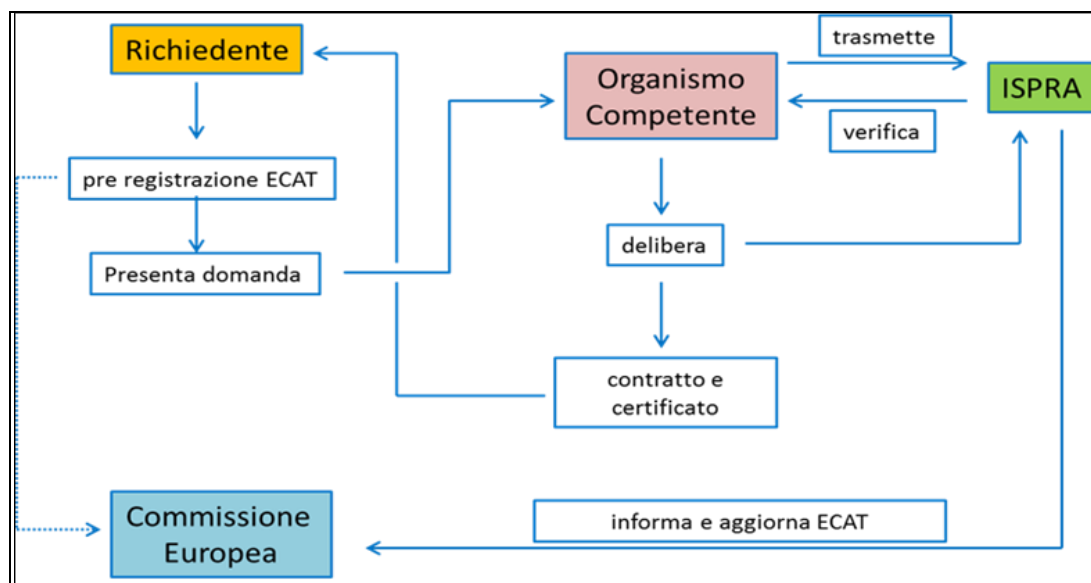 Richiedente
trasmette
Organismo
Competente
ISPRA
verifica
pre registrazione ECAT
delibera
Presenta domanda
contratto e
certificato
Commissione
Europea
informa e aggiorna ECAT